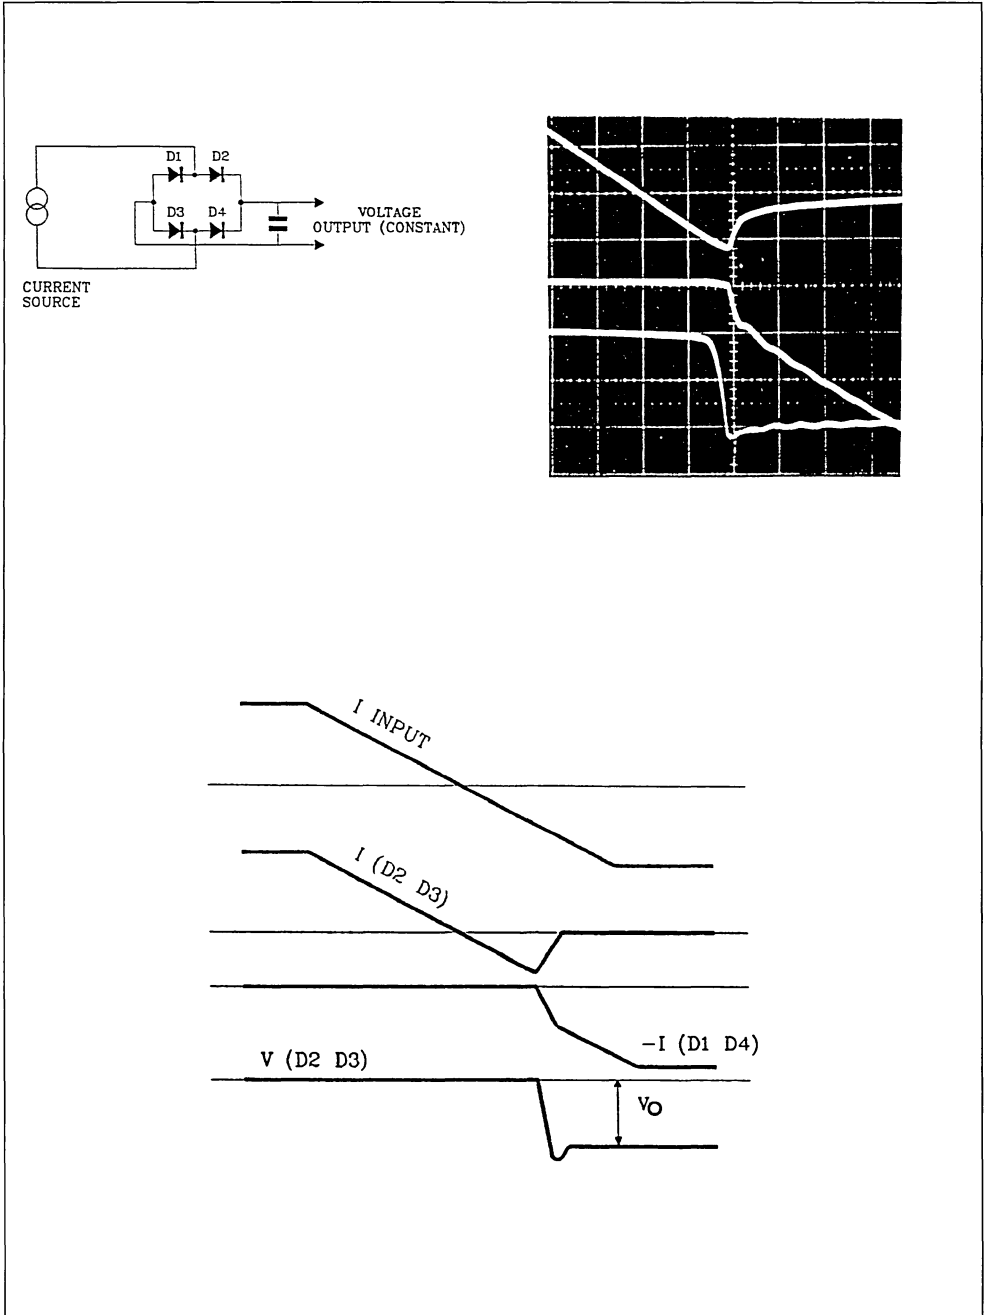 D1 D2
D3 D4
VOLTAGE
OUTPUT (CONSTANT)
CURRENT
SOURCE
I INPUT
I (D2 D3)
-I (D1 D4)
V (D2 D3)
VO